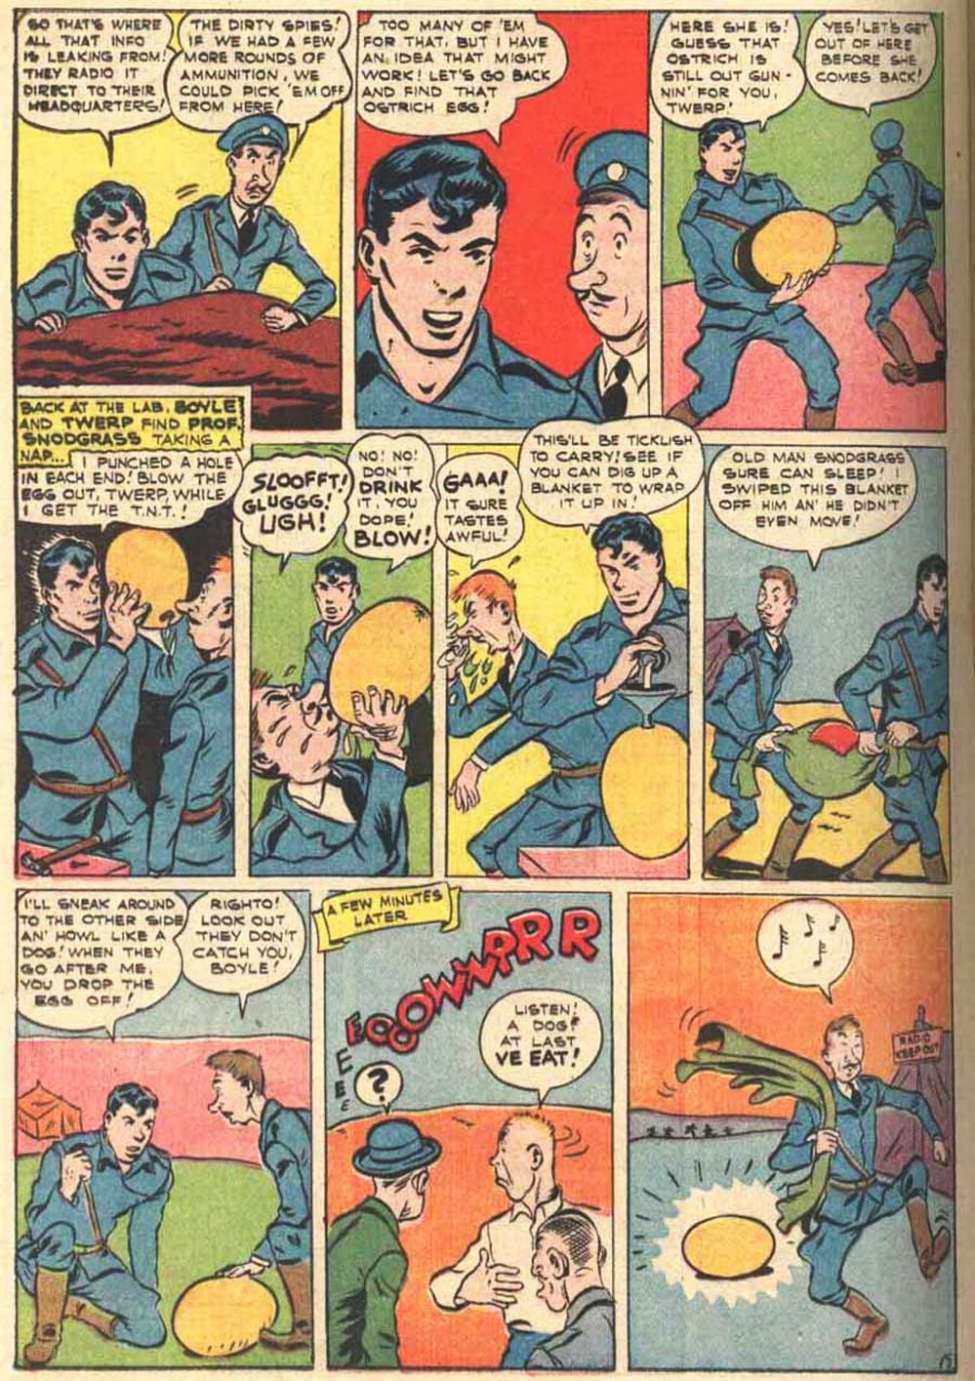 SO THAT'S WHERE
ALL THAT INFO
IS LEAKING FROM!
THEY RADIO IT
DIRECT TO THEIR
HEADQUARTERS!
THE DIRTY SPIES!
IF WE HAD A FEW
MORE ROUNDS OF
AMMUNITION, WE
COULD PICK 'EM OFF
FROM HERE!
TOO MANY OF 'EM
FOR THAT, BUT I HAVE
AN IDEA THAT MIGHT
WORK! LET'S GO BACK
AND FIND THAT
OSTRICH EGG!
HERE SHE IS!
GUESS THAT
OSTRICH IS
STILL OUT GUN-
NIN' FOR YOU,
TWERP!
YES! LET'S GET
OUT OF HERE
BEFORE SHE
COMES BACK!
BACK AT THE LAB, BOYLE
AND TWERP FIND PROF.
SNODGRASS TAKING A
NAP...
I PUNCHED A HOLE
IN EACH END! BLOW THE
EGG OUT, TWERP, WHILE
I GET THE T.N.T.!
SLOOFFT!
GLUGGG!
UGH!
NO! NO!
DON'T
DRINK
IT, YOU
DOPE!
BLOW!
GAAA!
IT SURE
TASTES
AWFUL!
THIS'LL BE TICKLISH
TO CARRY! SEE IF
YOU CAN DIG UP A
BLANKET TO WRAP
IT UP IN!
OLD MAN SNODGRASS
SURE CAN SLEEP! I
SWIPED THIS BLANKET
OFF HIM AN' HE DIDN'T
EVEN MOVE!
I'LL SNEAK AROUND
TO THE OTHER SIDE
AN' HOWL LIKE A
DOG! WHEN THEY
GO AFTER ME,
YOU DROP THE
EGG OFF!
RIGHTO!
LOOK OUT
THEY DON'T
CATCH YOU,
BOYLE!
A FEW MINUTES
LATER
EEEEOOOWWRRRR
?
LISTEN!
A DOG!
AT LAST
VE EAT!
RADIO
KEEP OUT